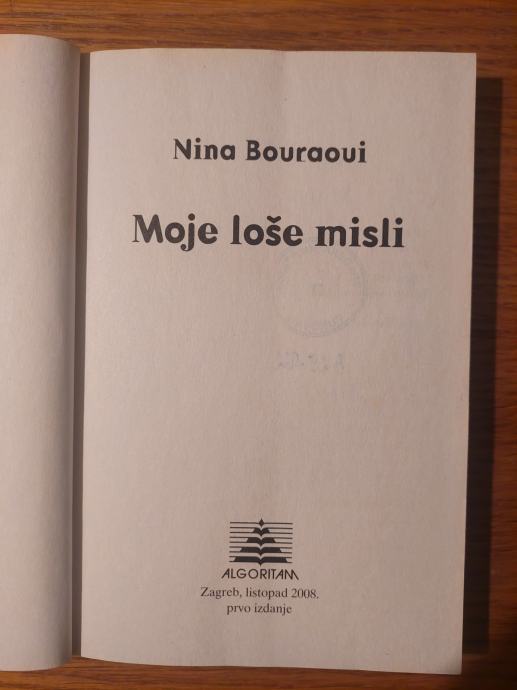 Nina Bouraoui
Moje loše misli
ALGORITAM
Zagreb, listopad 2008.
prvo izdanje